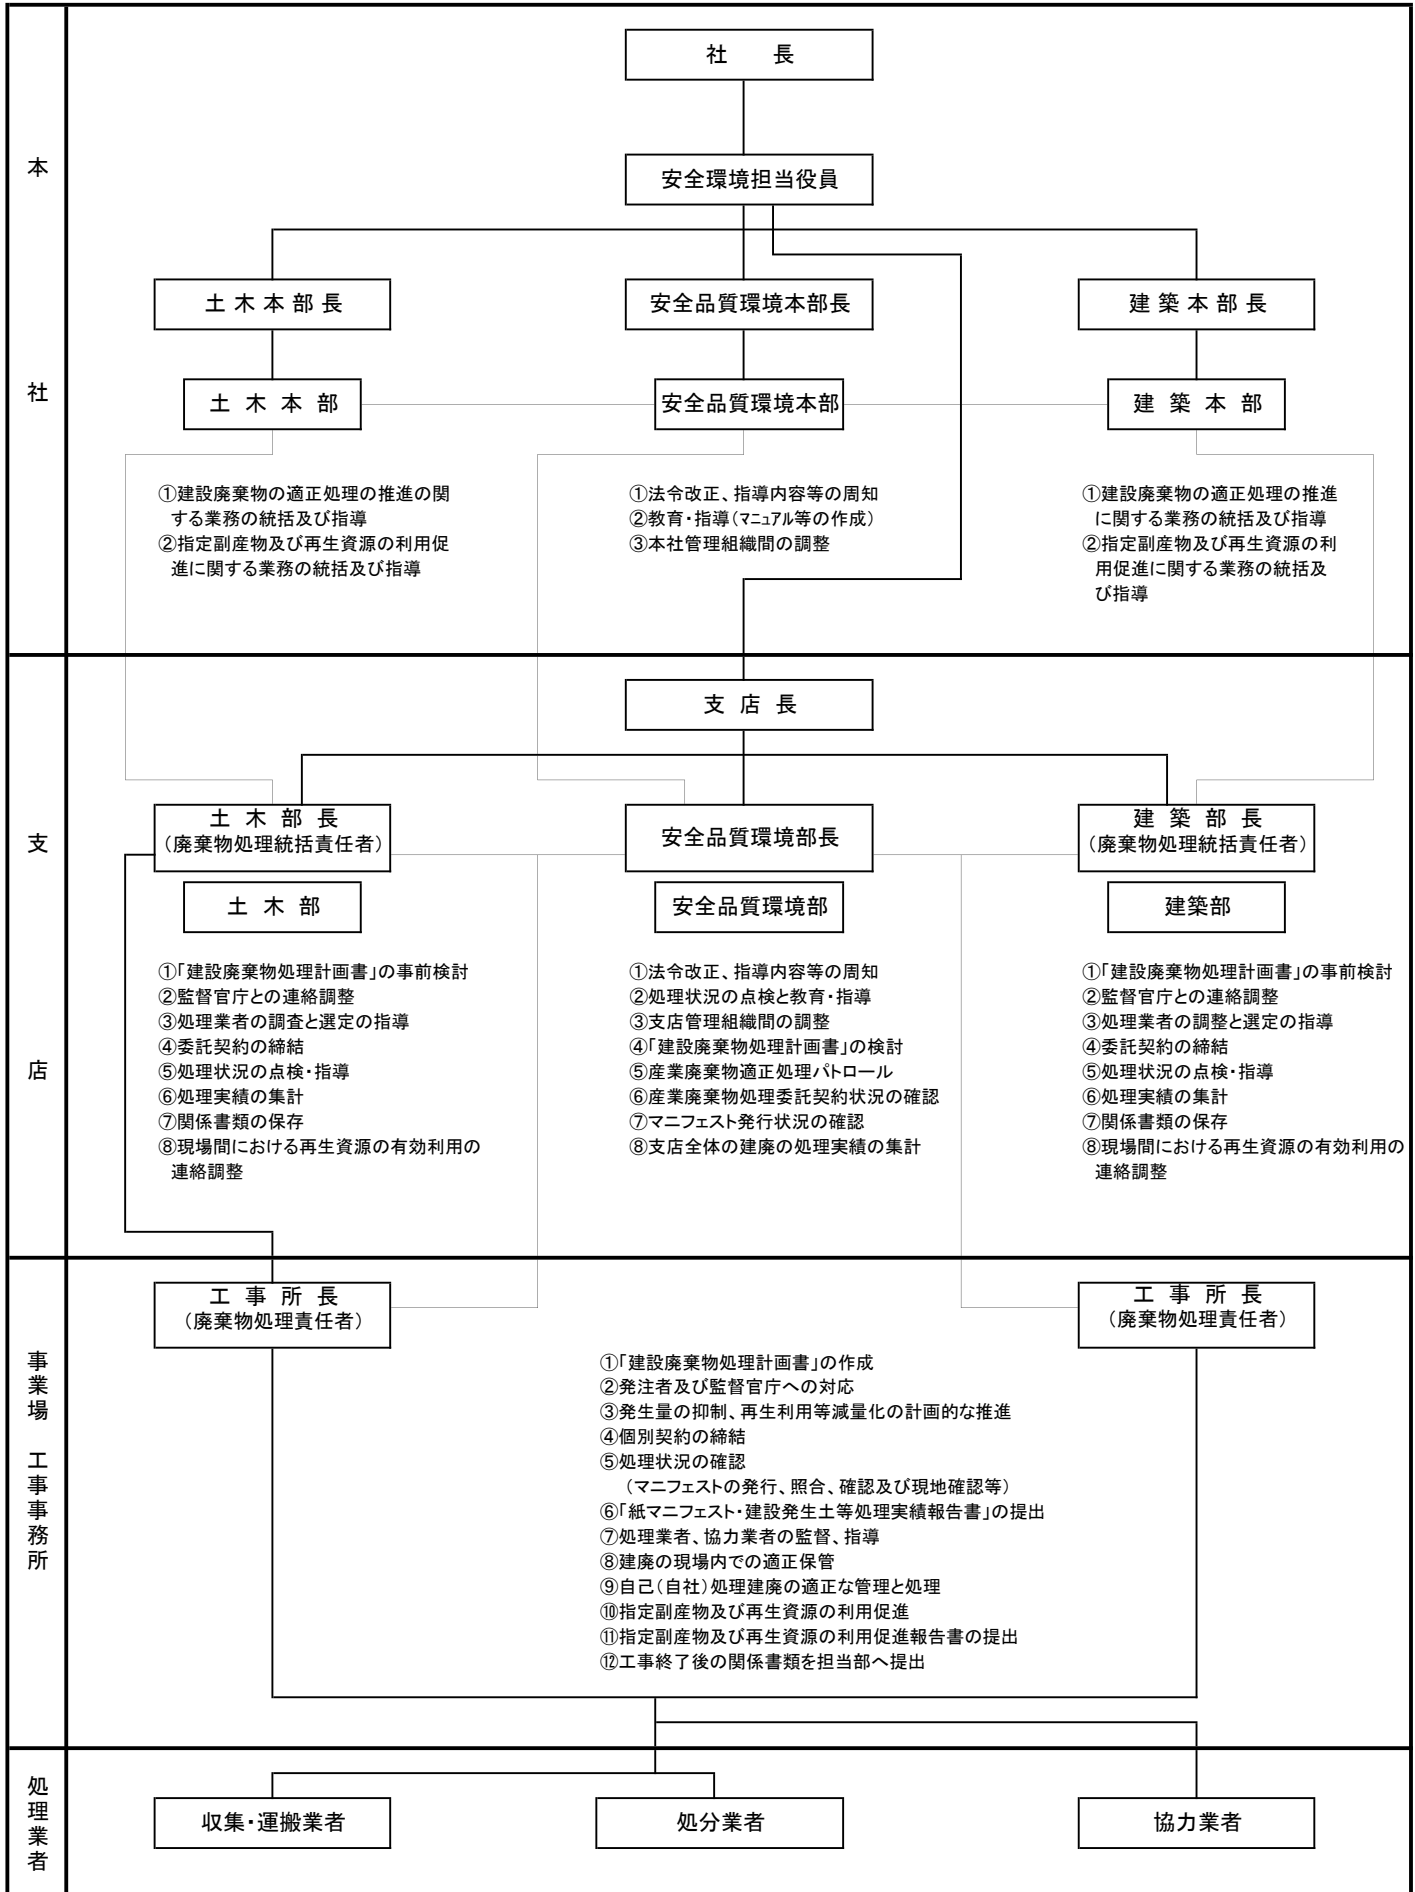 本社
社　長
安全環境担当役員
土木本部長
安全品質環境本部長
建築本部長
土木本部
安全品質環境本部
建築本部
①建設廃棄物の適正処理の推進の関
する業務の統括及び指導
②指定副産物及び再生資源の利用促
進に関する業務の統括及び指導
①法令改正、指導内容等の周知
②教育・指導（マニュアル等の作成）
③本社管理組織間の調整
①建設廃棄物の適正処理の推進
に関する業務の統括及び指導
②指定副産物及び再生資源の利
用促進に関する業務の統括及
び指導
支店
支店長
土木部長
（廃棄物処理統括責任者）
安全品質環境部長
建築部長
（廃棄物処理統括責任者）
土木部
安全品質環境部
建築部
①「建設廃棄物処理計画書」の事前検討
②監督官庁との連絡調整
③処理業者の調査と選定の指導
④委託契約の締結
⑤処理状況の点検・指導
⑥処理実績の集計
⑦関係書類の保存
⑧現場間における再生資源の有効利用の
連絡調整
①法令改正、指導内容等の周知
②処理状況の点検と教育・指導
③支店管理組織間の調整
④「建設廃棄物処理計画書」の検討
⑤産業廃棄物適正処理パトロール
⑥産業廃棄物処理委託契約状況の確認
⑦マニフェスト発行状況の確認
⑧支店全体の建廃の処理実績の集計
①「建設廃棄物処理計画書」の事前検討
②監督官庁との連絡調整
③処理業者の調整と選定の指導
④委託契約の締結
⑤処理状況の点検・指導
⑥処理実績の集計
⑦関係書類の保存
⑧現場間における再生資源の有効利用の
連絡調整
事業場　工事事務所
工事所長
（廃棄物処理責任者）
工事所長
（廃棄物処理責任者）
①「建設廃棄物処理計画書」の作成
②発注者及び監督官庁への対応
③発生量の抑制、再生利用等減量化の計画的な推進
④個別契約の締結
⑤処理状況の確認
（マニフェストの発行、照合、確認及び現地確認等）
⑥「紙マニフェスト・建設発生土等処理実績報告書」の提出
⑦処理業者、協力業者の監督、指導
⑧建廃の現場内での適正保管
⑨自己（自社）処理建廃の適正な管理と処理
⑩指定副産物及び再生資源の利用促進
⑪指定副産物及び再生資源の利用促進報告書の提出
⑫工事終了後の関係書類を担当部へ提出
処理業者
収集・運搬業者
処分業者
協力業者